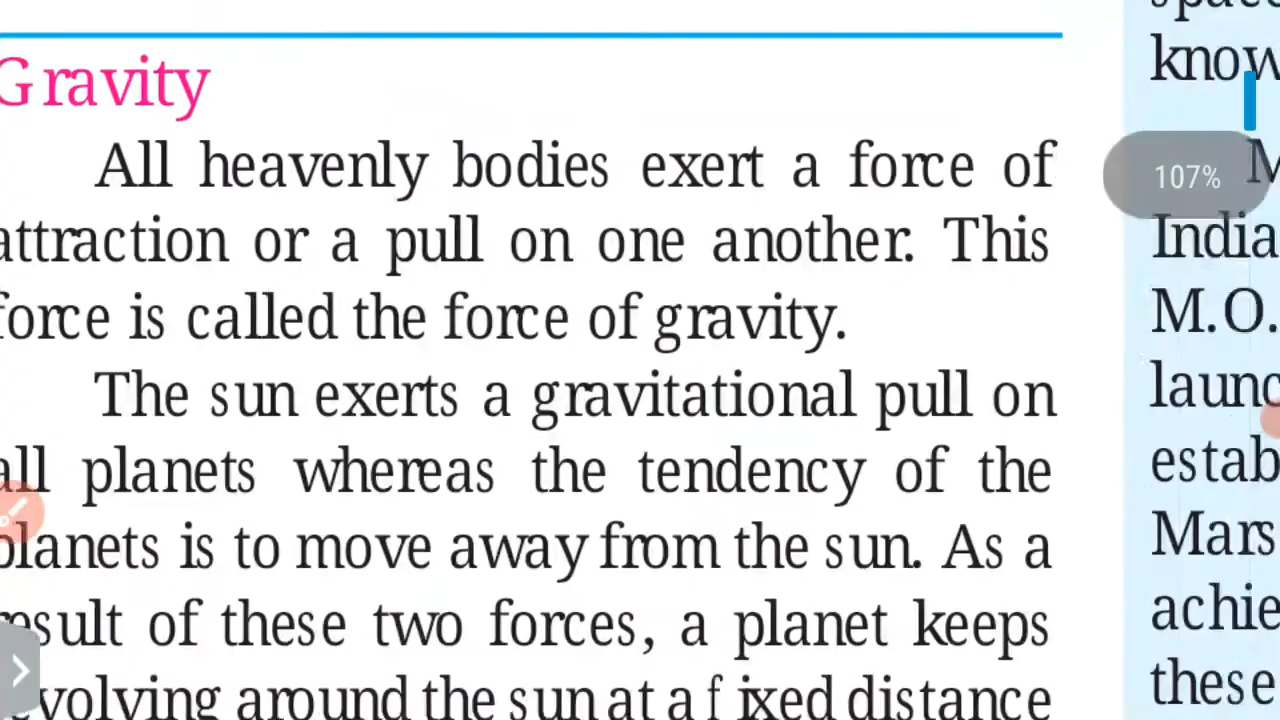 Gravity
All heavenly bodies exert a force of
attraction or a pull on one another. This
force is called the force of gravity.
The sun exerts a gravitational pull on
all planets whereas the tendency of the
planets is to move away from the sun. As a
result of these two forces, a planet keeps
revolving around the sun at a fixed distance
know
107%
India
M.O.
launc
estab
Mars
achie
these